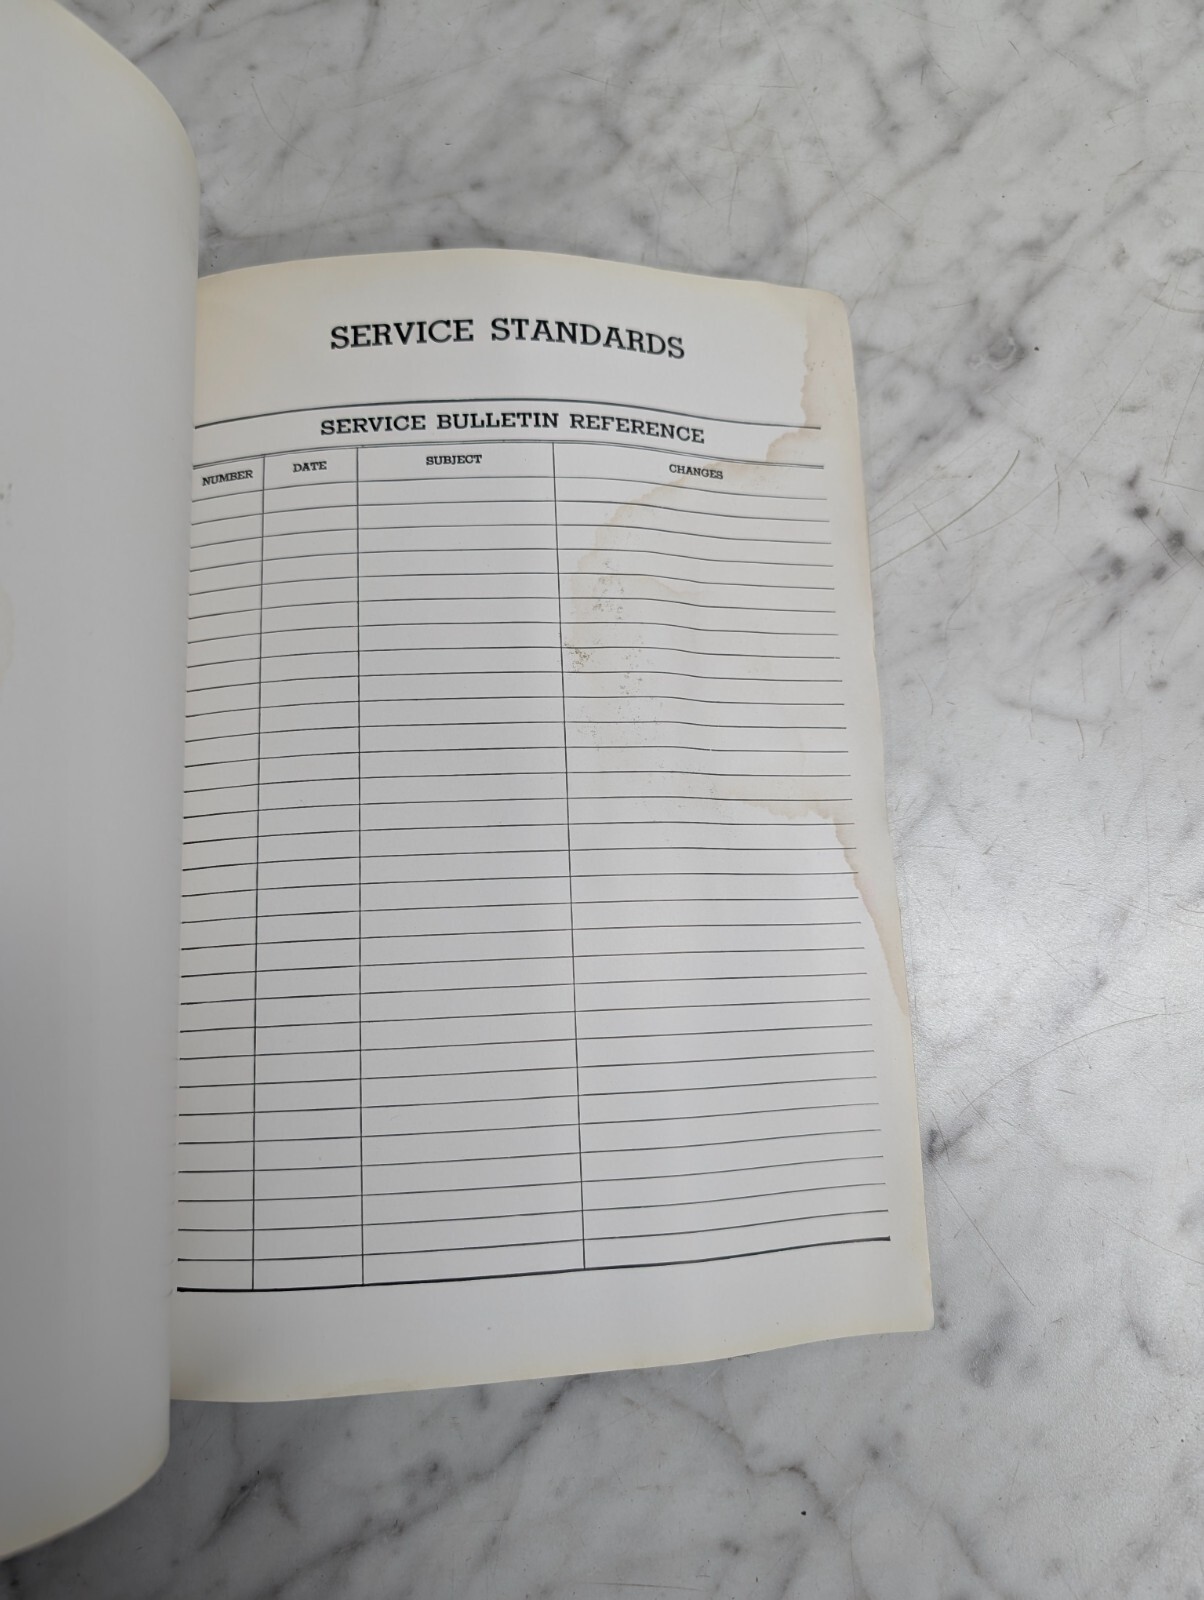 SERVICE STANDARDS
SERVICE BULLETIN REFERENCE
NUMBER DATE SUBJECT CHANGES